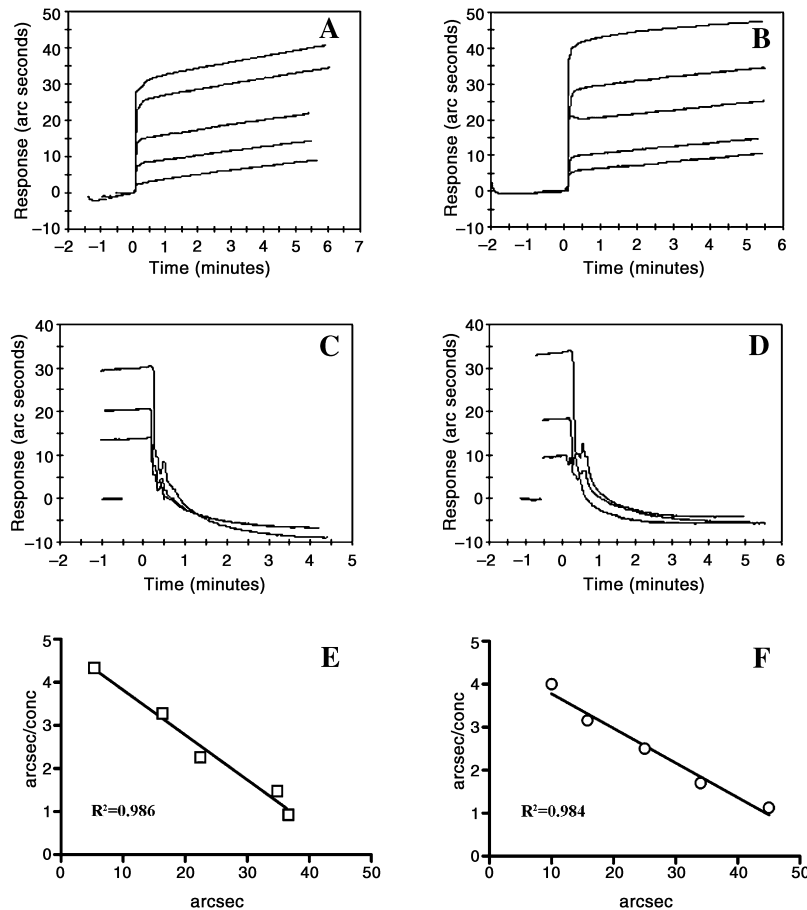 A
Response (arc seconds)
50
40
30
20
10
0
−10
−2 −1 0 1 2 3 4 5 6 7
Time (minutes)
B
Response (arc seconds)
50
40
30
20
10
0
−10
−2 −1 0 1 2 3 4 5 6
Time (minutes)
C
Response (arc seconds)
40
30
20
10
0
−10
−2 −1 0 1 2 3 4 5
Time (minutes)
D
Response (arc seconds)
40
30
20
10
0
−10
−2 −1 0 1 2 3 4 5 6
Time (minutes)
E
arcsec/conc
5
4
3
2
1
0
R²=0.986
0 10 20 30 40 50
arcsec
F
arcsec/conc
5
4
3
2
1
0
R²=0.984
0 10 20 30 40 50
arcsec